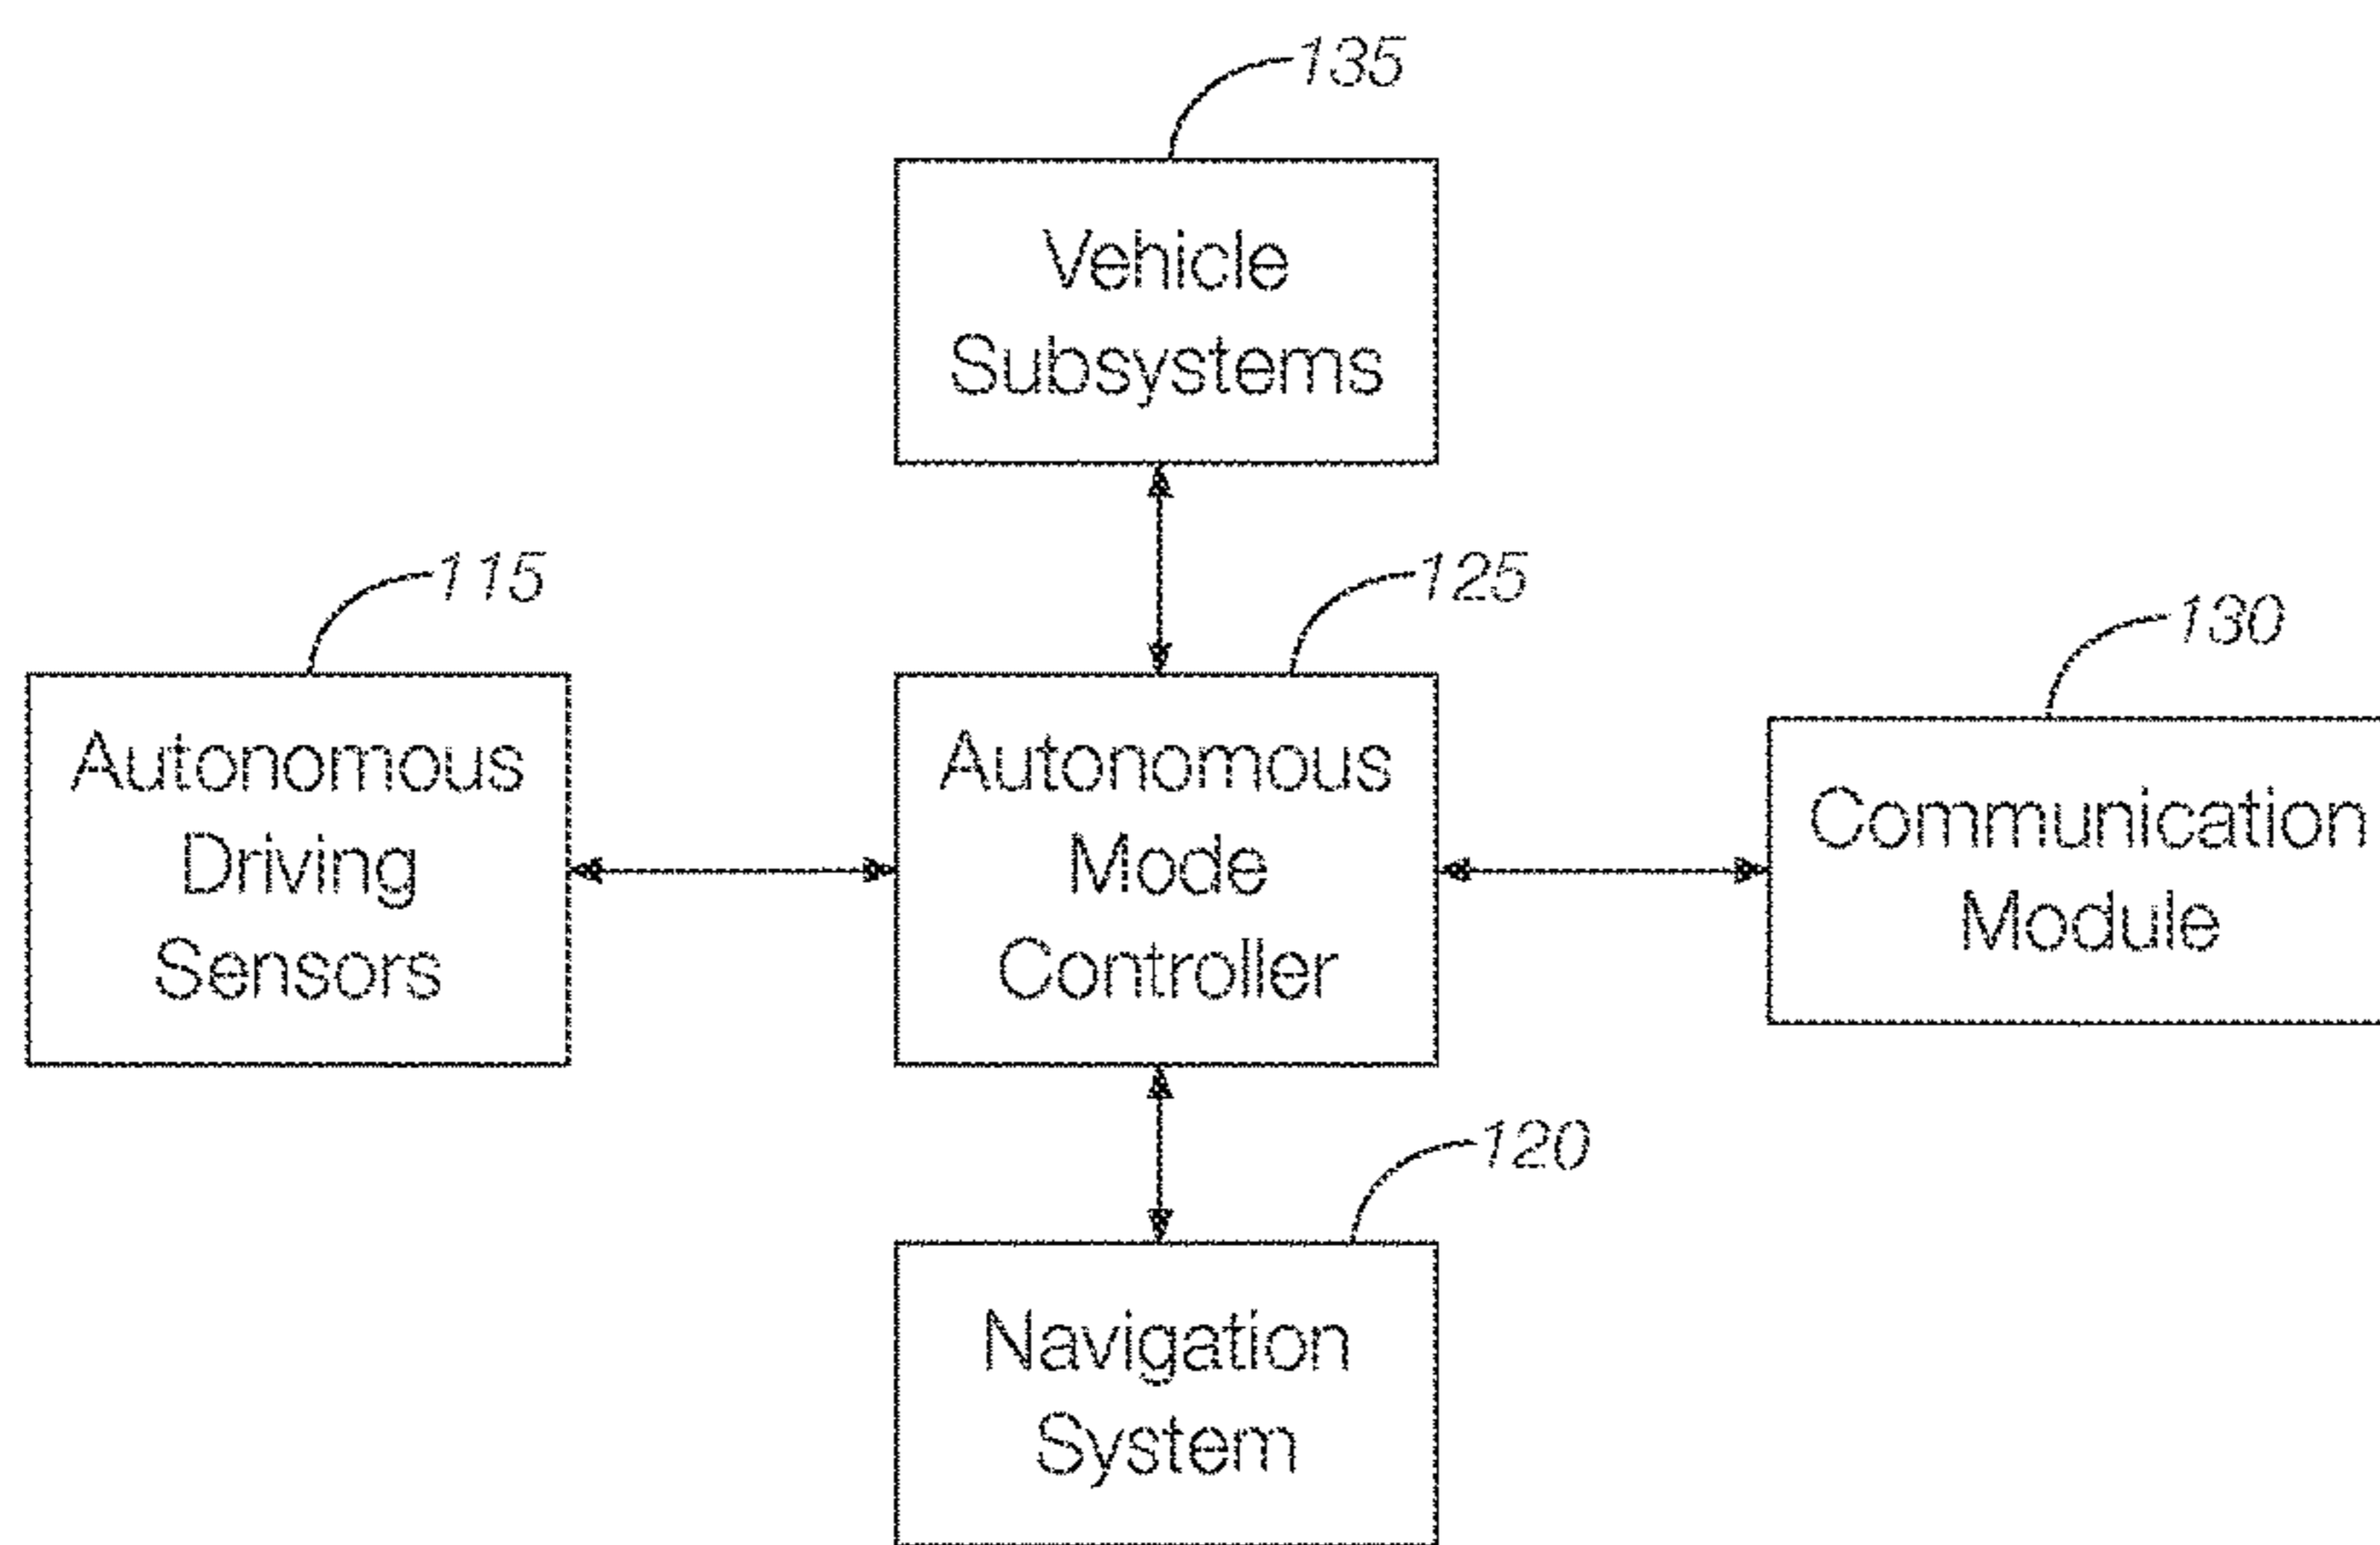 135
Vehicle
Subsystems
115
125
130
Autonomous
Driving
Sensors
Autonomous
Mode
Controller
Communication
Module
120
Navigation
System